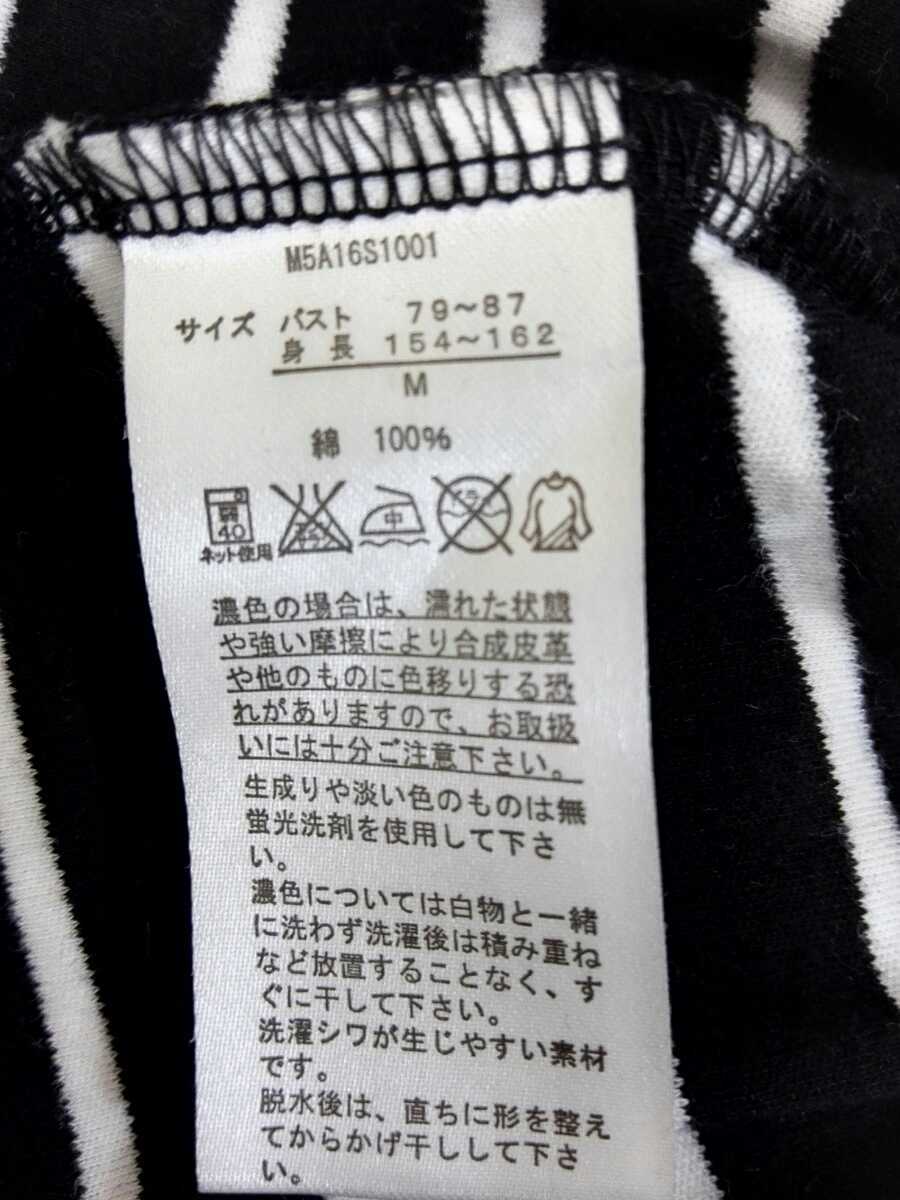 M5A16S1001
サイズ バスト 79～87
身長 154～162
M
綿 100%
弱
40
中
ネット使用
濃色の場合は、濡れた状態
や強い摩擦により合成皮革
や他のものに色移りする恐
れがありますので、お取扱
いには十分ご注意下さい。
生成りや淡い色のものは無
蛍光洗剤を使用して下さ
い。
濃色については白物と一緒
に洗わず洗濯後は積み重ね
など放置することなく、す
ぐに干して下さい。
洗濯シワが生じやすい素材
です。
脱水後は、直ちに形を整え
てからかげ干しして下さ
い。